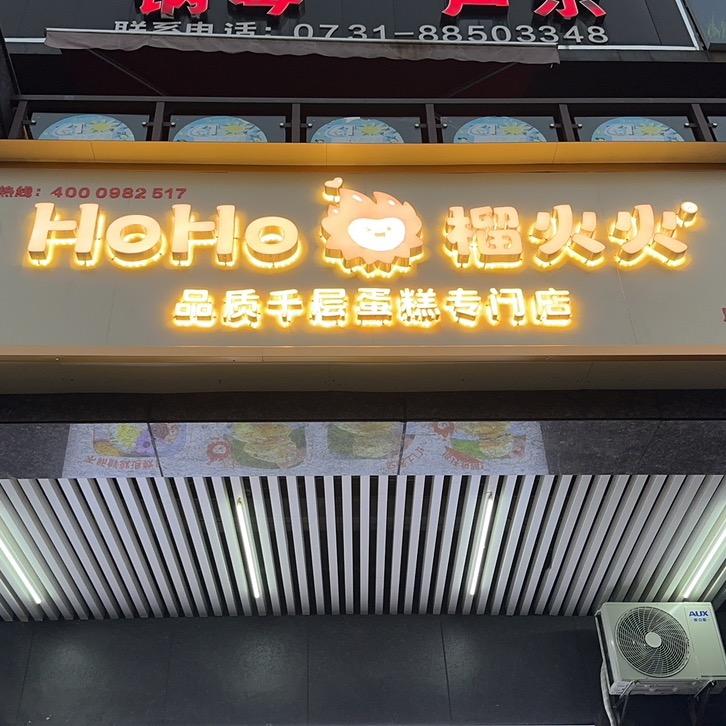 联系电话：0731-88503348
热线：400 0982 517
HoHo 榴火火
品质千层蛋糕专门店
AUX